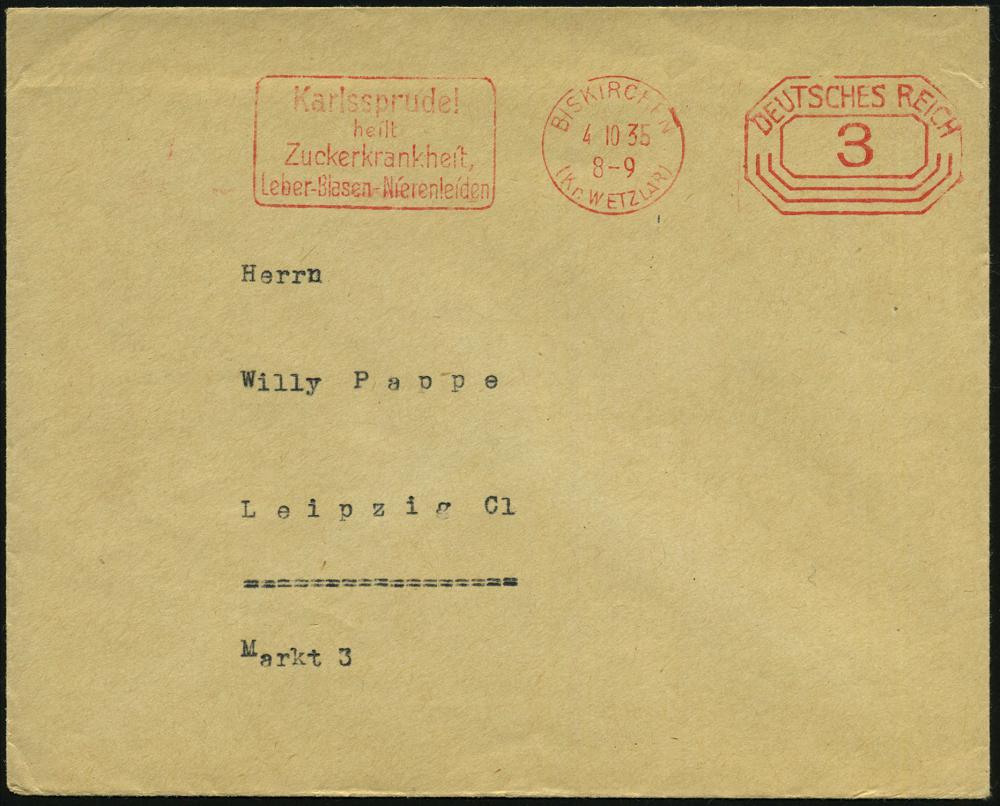 Karlssprudel
heilt
Zuckerkrankheit,
Leber-Blasen-Nierenleiden
BISKIRCHEN
4 10 35
8-9
(Kr. WETZLAR)
DEUTSCHES REICH
3
Herrn
Willy Pappe
Leipzig C1
=================
Markt 3